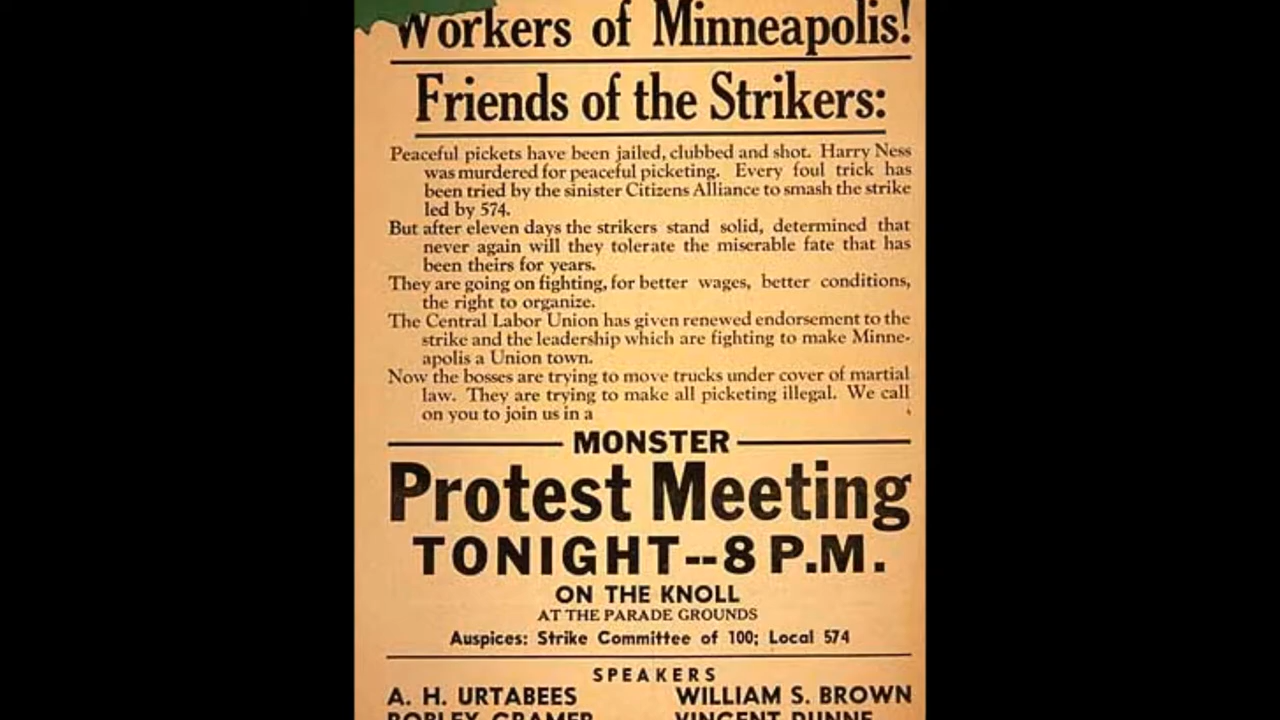 Workers of Minneapolis!
Friends of the Strikers:
Peaceful pickets have been jailed, clubbed and shot. Harry Ness
was murdered for peaceful picketing. Every foul trick has
been tried by the sinister Citizens Alliance to smash the strike
led by 574.
But after eleven days the strikers stand solid, determined that
never again will they tolerate the miserable fate that has
been theirs for years.
They are going on fighting, for better wages, better conditions,
the right to organize.
The Central Labor Union has given renewed endorsement to the
strike and the leadership which are fighting to make Minne-
apolis a Union town.
Now the bosses are trying to move trucks under cover of martial
law. They are trying to make all picketing illegal. We call
on you to join us in a
MONSTER
Protest Meeting
TONIGHT--8 P.M.
ON THE KNOLL
AT THE PARADE GROUNDS
Auspices: Strike Committee of 100; Local 574
SPEAKERS
A. H. URTABEES WILLIAM S. BROWN
ROBLEY CRAMER VINCENT DUNNE